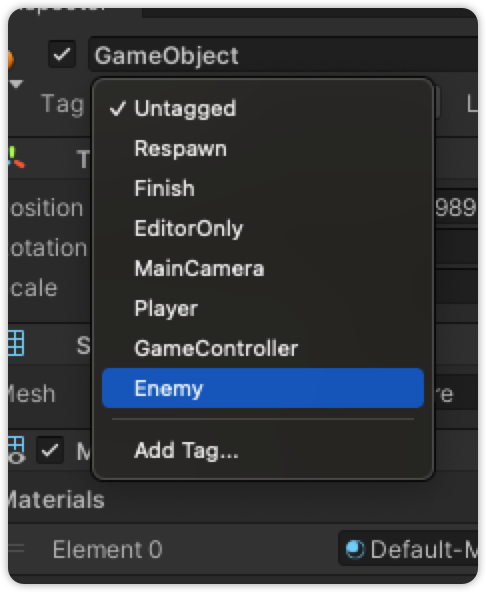 GameObject
Tag
Untagged
Respawn
Finish
EditorOnly
MainCamera
Player
GameController
Enemy
Add Tag...
osition
989
otation
cale
Mesh
re
Materials
Element 0
Default-M